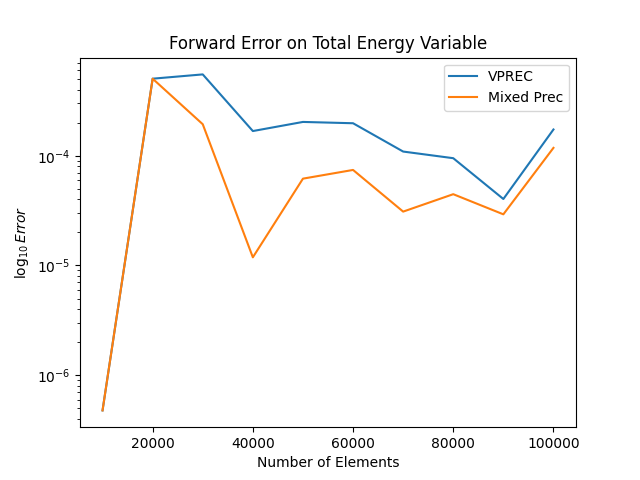 Forward Error on Total Energy Variable
VPREC
Mixed Prec
10⁻⁴
10⁻⁵
10⁻⁶
log₁₀ Error
20000 40000 60000 80000 100000
Number of Elements